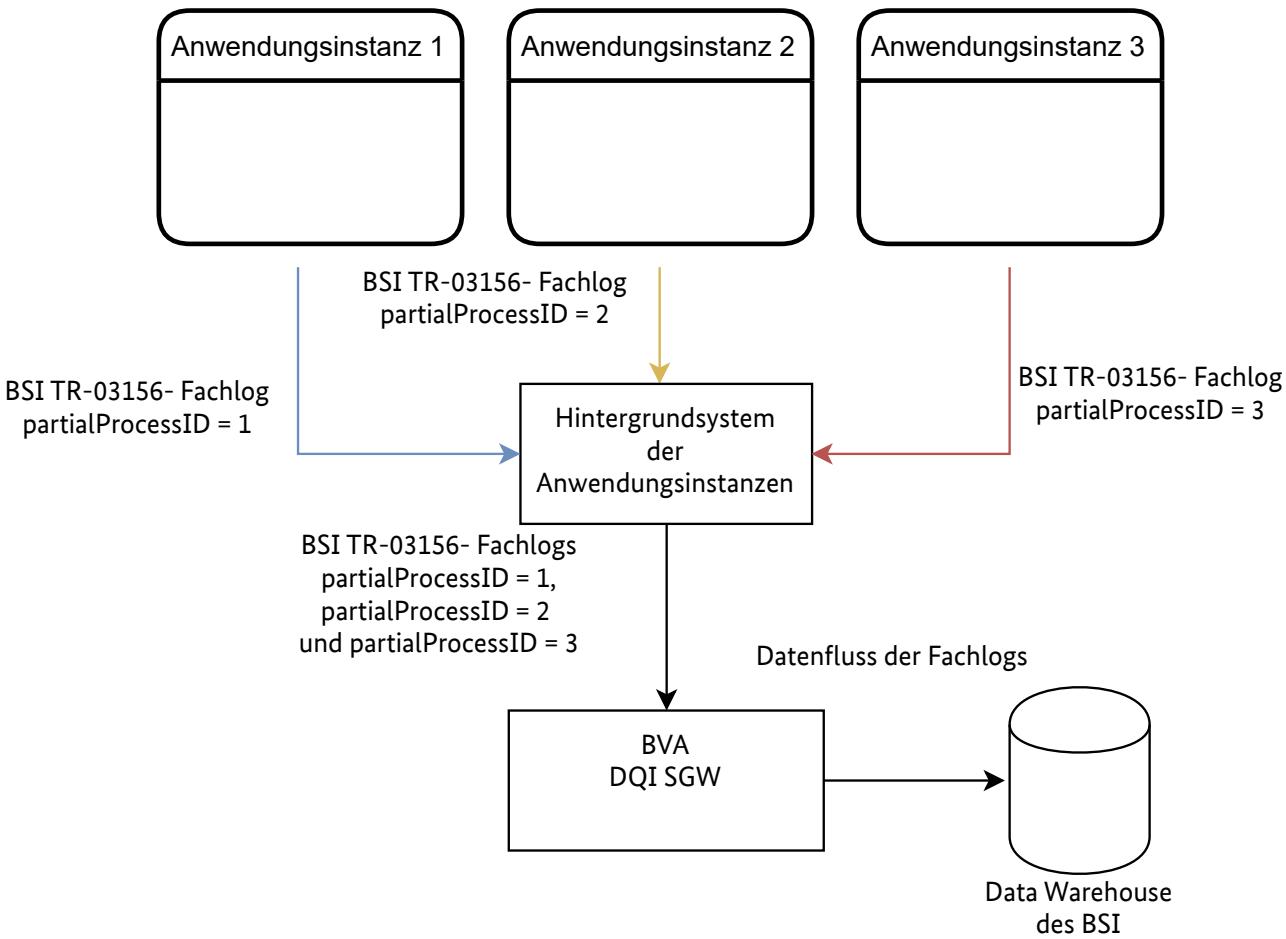 Anwendungsinstanz 1
Anwendungsinstanz 2
Anwendungsinstanz 3
BSI TR-03156- Fachlog
partialProcessID = 2
BSI TR-03156- Fachlog
partialProcessID = 1
BSI TR-03156- Fachlog
partialProcessID = 3
Hintergrundsystem
der
Anwendungsinstanzen
BSI TR-03156- Fachlogs
partialProcessID = 1,
partialProcessID = 2
und partialProcessID = 3
Datenfluss der Fachlogs
BVA
DQI SGW
Data Warehouse
des BSI